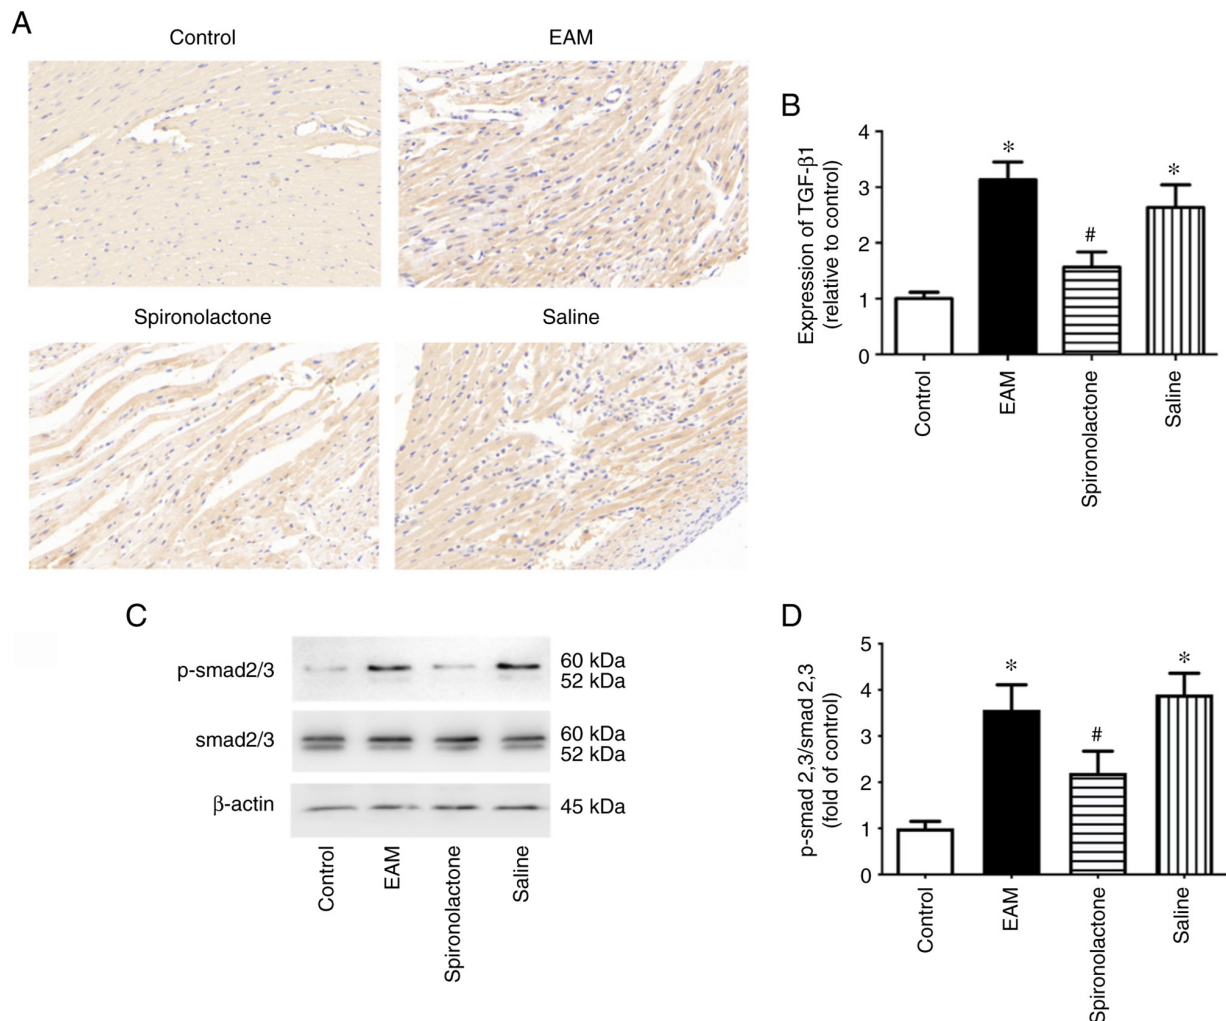 A
Control
EAM
Spironolactone
Saline
B
Expression of TGF-β1
(relative to control)
4
3
2
1
0
*
#
*
Control
EAM
Spironolactone
Saline
C
p-smad2/3
60 kDa
52 kDa
smad2/3
60 kDa
52 kDa
β-actin
45 kDa
Control
EAM
Spironolactone
Saline
D
p-smad 2,3/smad 2,3
(fold of control)
5
4
3
2
1
0
*
#
*
Control
EAM
Spironolactone
Saline